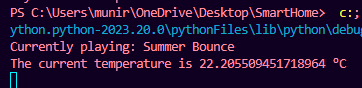 PS C:\Users\munir\OneDrive\Desktop\SmartHome>  c:;
ython.python-2023.20.0\pythonFiles\lib\python\debug
Currently playing: Summer Bounce
The current temperature is 22.205509451718964 °C